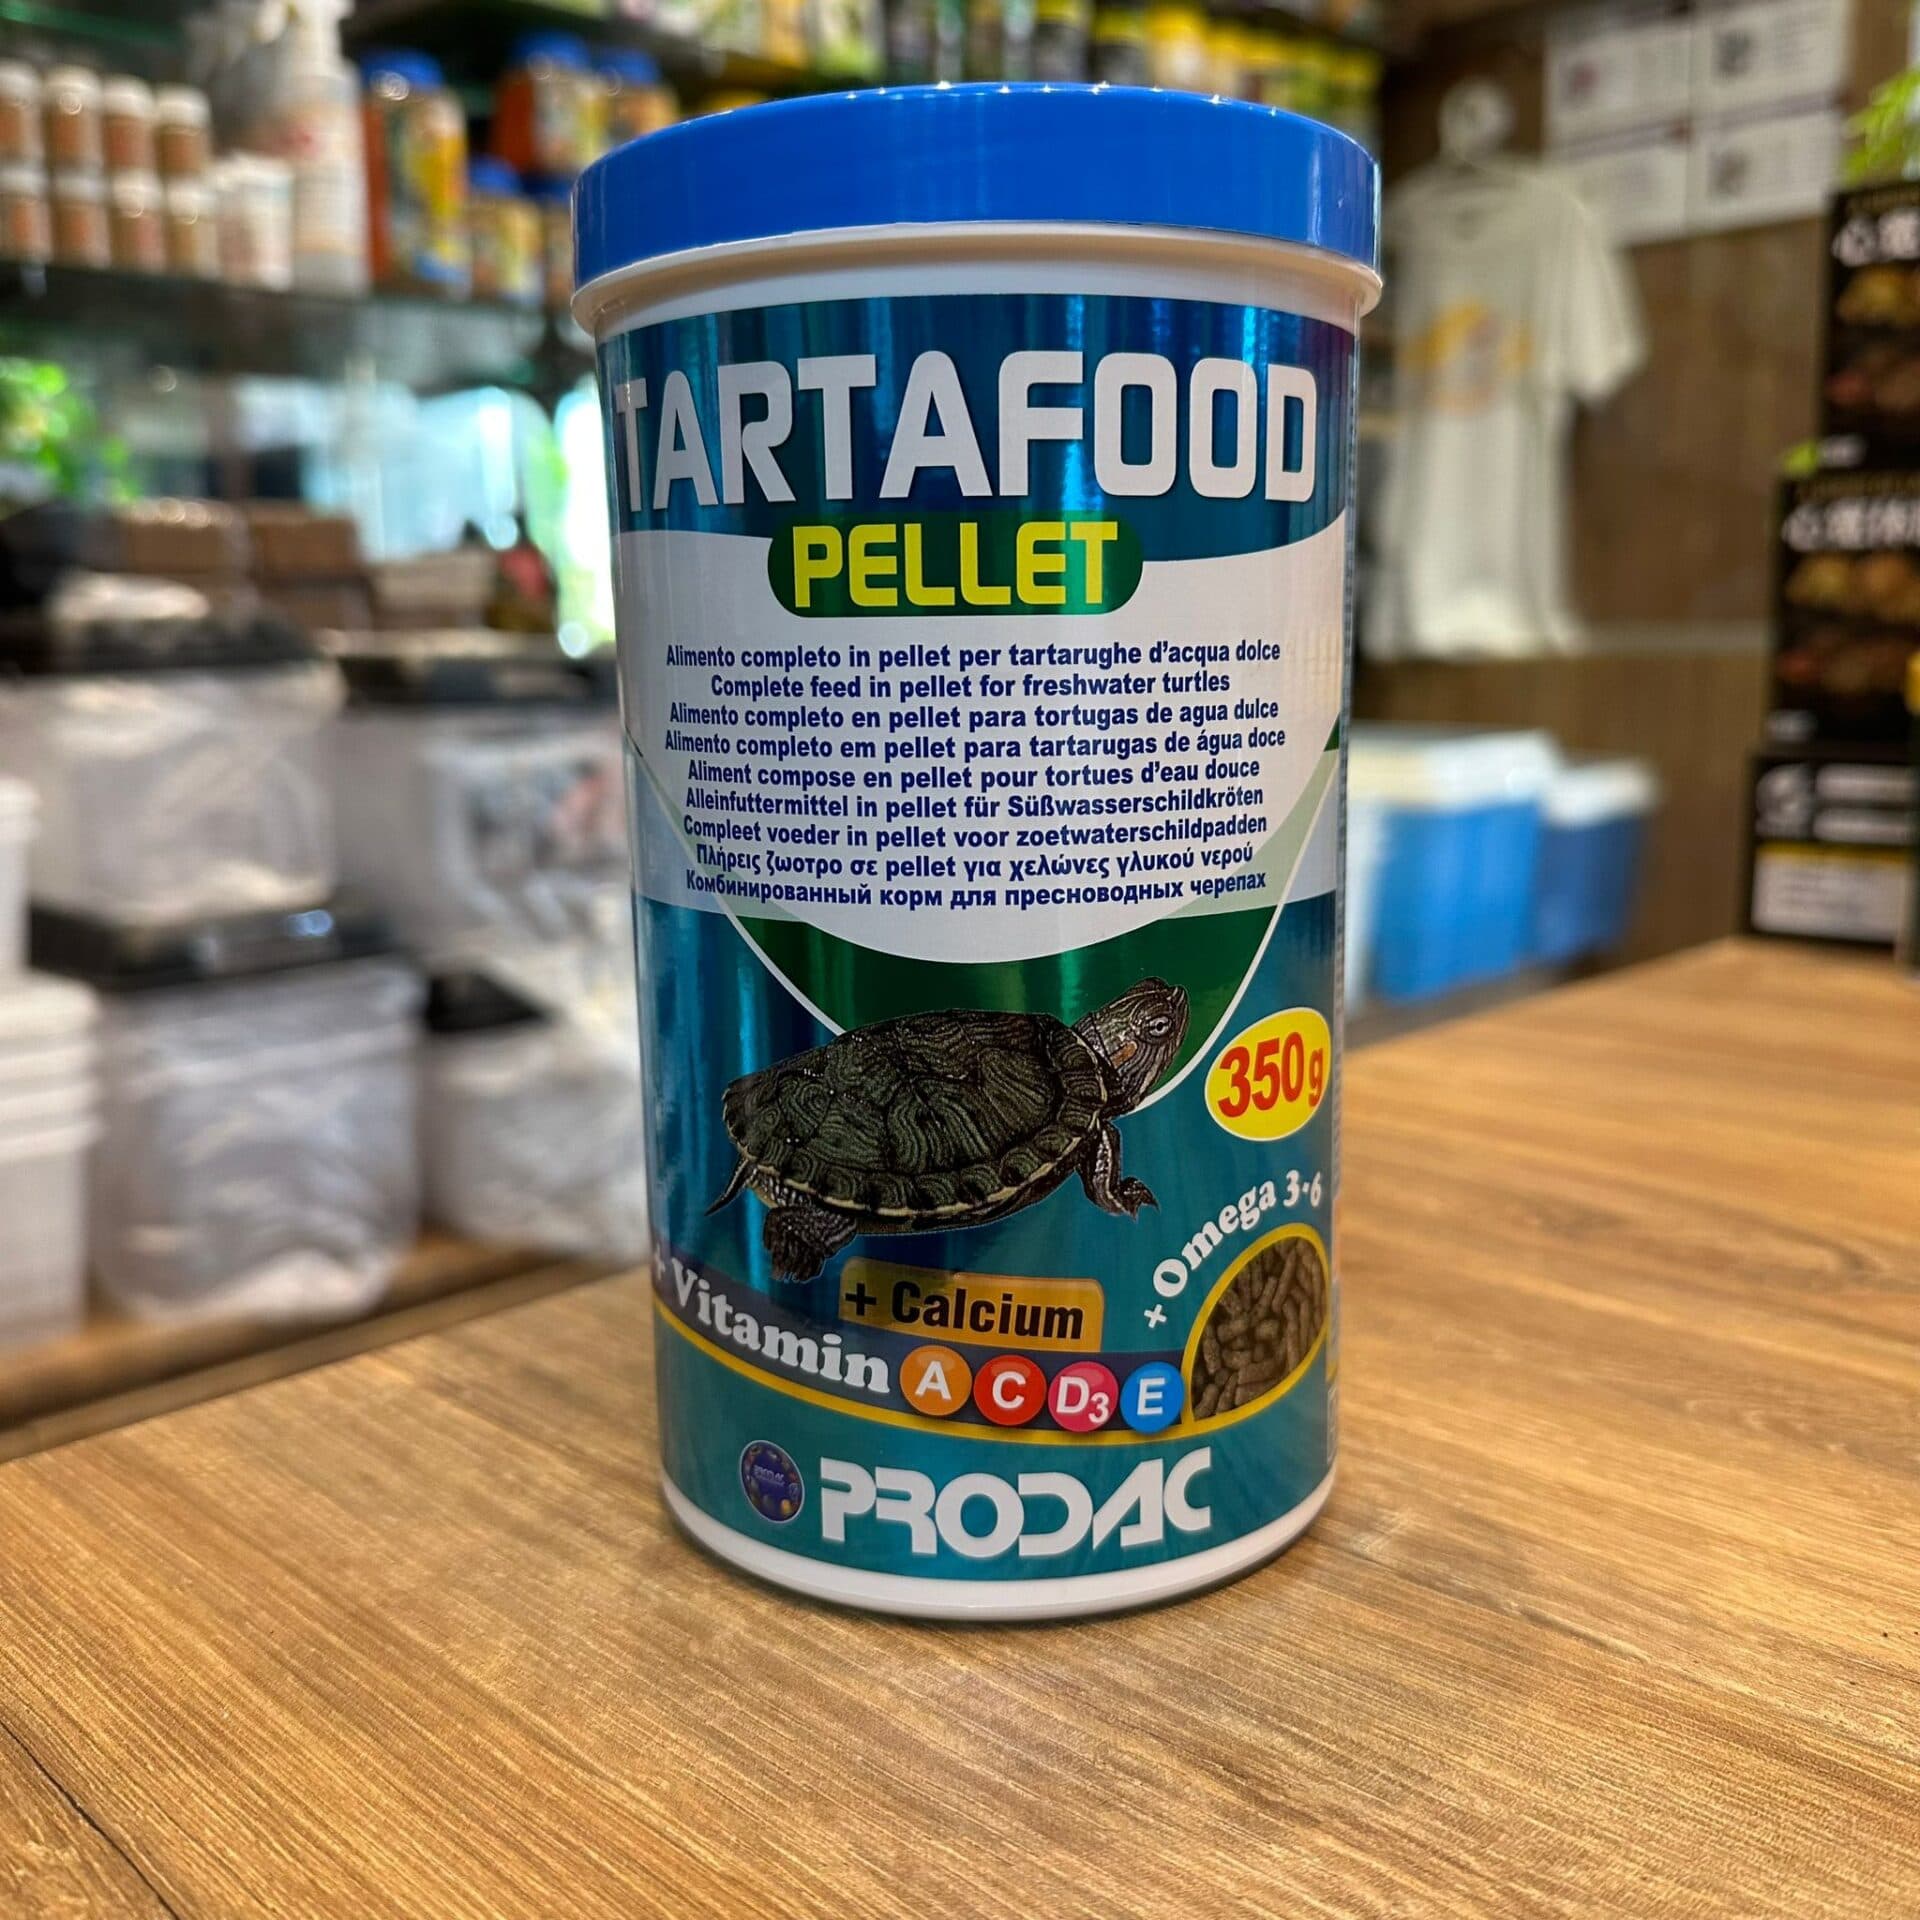 TARTAFOOD
PELLET
Alimento completo in pellet per tartarughe d'acqua dolce
Complete feed in pellet for freshwater turtles
Alimento completo en pellet para tortugas de agua dulce
Alimento completo em pellet para tartarugas de água doce
Aliment compose en pellet pour tortues d'eau douce
Alleinfuttermittel in pellet für Süßwasserschildkröten
Compleet voeder in pellet voor zoetwaterschildpadden
Πλήρεις ζωοτρο σε pellet για χελώνες γλυκού νερού
Комбинированный корм для пресноводных черепах
350g
+ Omega 3-6
+ Calcium
+ Vitamin A C D3 E
PRODAC
PRODAC